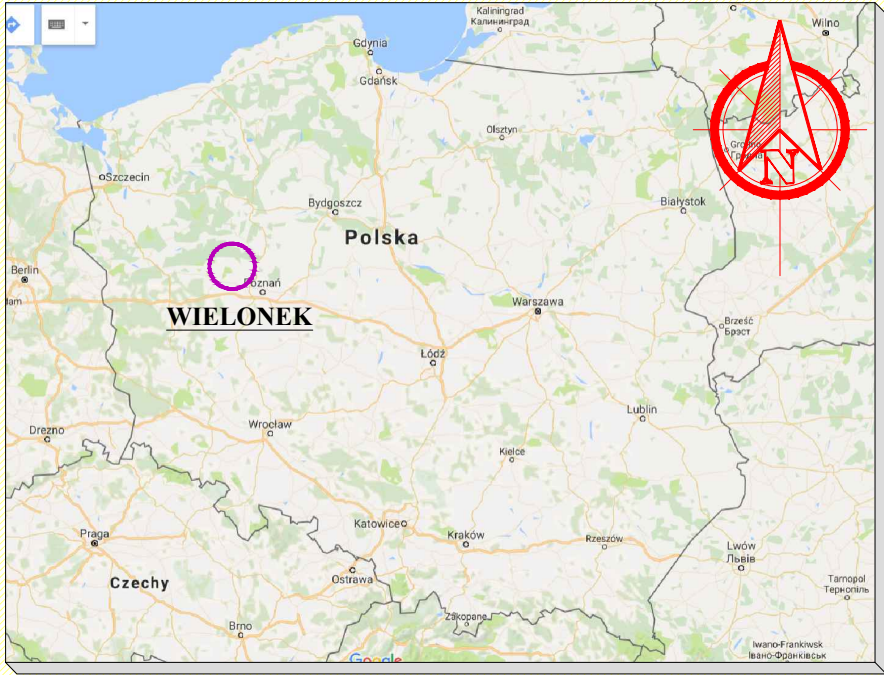 Kaliningrad
Калининград
Wilno
Gdynia
Gdańsk
Olsztyn
Szczecin
Białystok
Bydgoszcz
Polska
N
Berlin
Poznań
Warszawa
WIELONEK
Brześć
Брэст
Łódź
Lublin
Drezno
Wrocław
Kielce
Katowice
Praga
Kraków
Rzeszów
Lwów
Львів
Czechy
Ostrawa
Tarnopol
Тернопіль
Zakopane
Brno
Iwano-Frankiwsk
Івано-Франківськ
Google